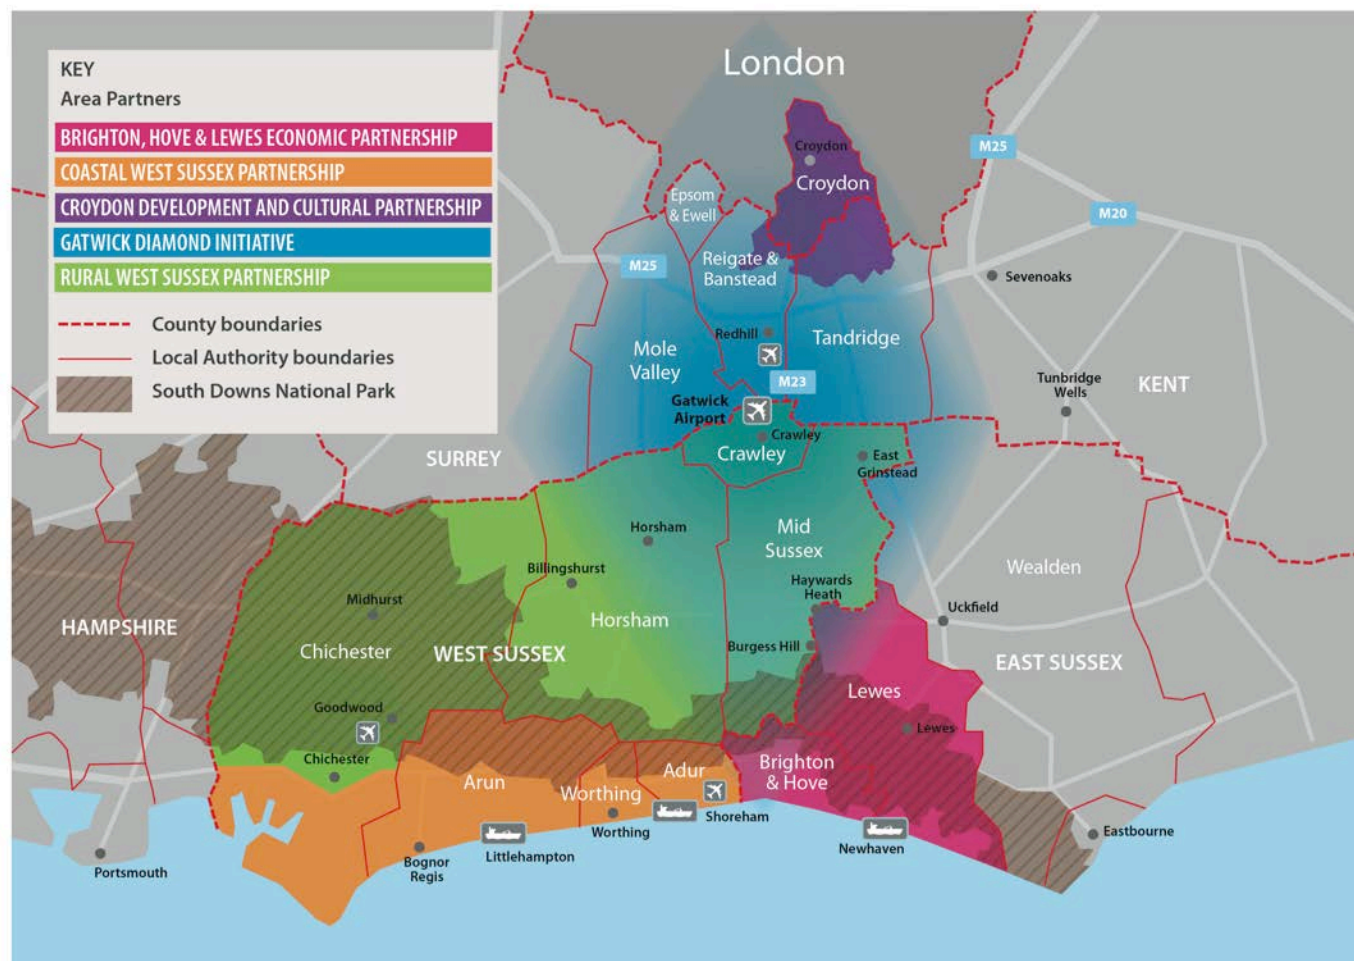 London
KEY
Area Partners
BRIGHTON, HOVE & LEWES ECONOMIC PARTNERSHIP
COASTAL WEST SUSSEX PARTNERSHIP
CROYDON DEVELOPMENT AND CULTURAL PARTNERSHIP
GATWICK DIAMOND INITIATIVE
RURAL WEST SUSSEX PARTNERSHIP
County boundaries
Local Authority boundaries
South Downs National Park
Croydon
Croydon
M25
Epsom
& Ewell
M20
M25
Reigate &
Banstead
Sevenoaks
Redhill
Tandridge
Mole
Valley
M23
Tunbridge
Wells
KENT
Gatwick
Airport
Crawley
Crawley
East
Grinstead
SURREY
Horsham
Mid
Sussex
Billingshurst
Haywards
Heath
Wealden
Midhurst
Uckfield
HAMPSHIRE
Horsham
Chichester
WEST SUSSEX
Burgess Hill
EAST SUSSEX
Lewes
Goodwood
Lewes
Chichester
Arun
Adur
Brighton
& Hove
Worthing
Worthing
Shoreham
Eastbourne
Newhaven
Littlehampton
Bognor
Regis
Portsmouth